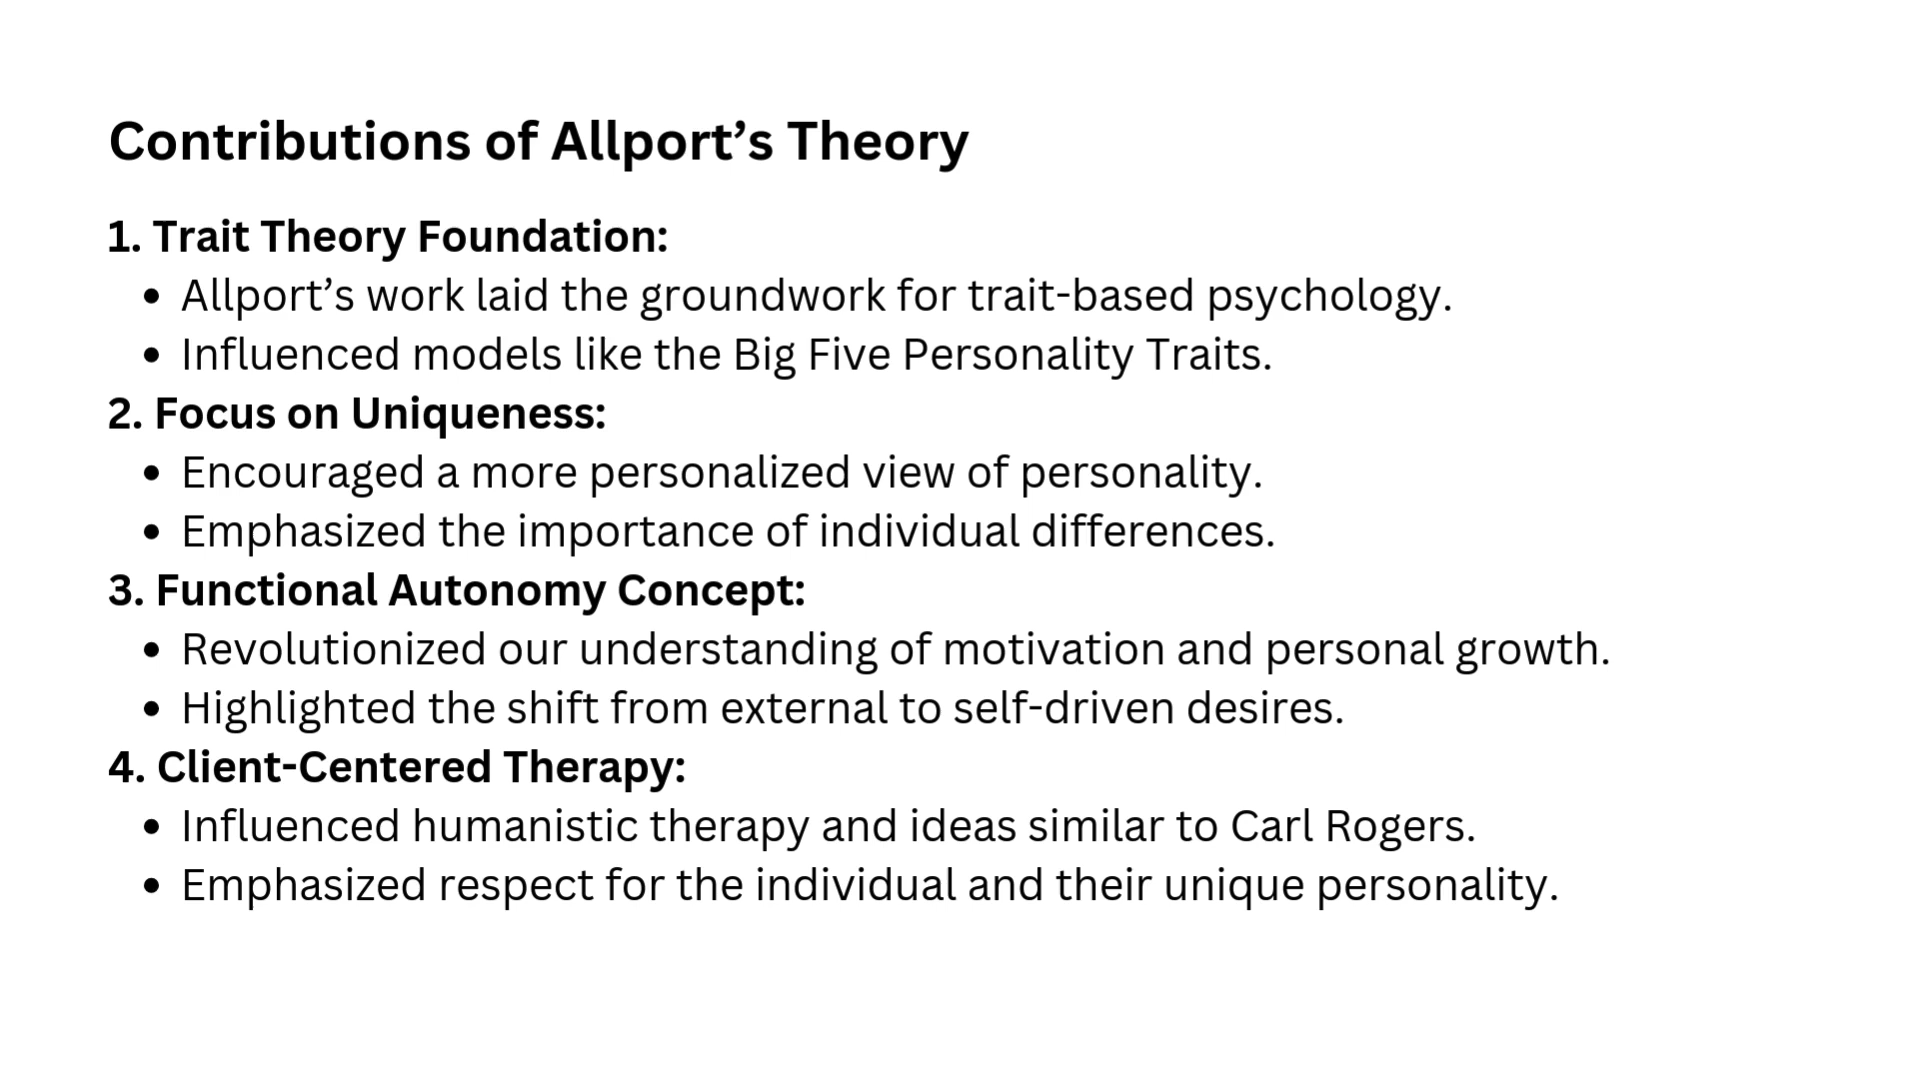 Contributions of Allport’s Theory
1. Trait Theory Foundation:
• Allport’s work laid the groundwork for trait-based psychology.
• Influenced models like the Big Five Personality Traits.
2. Focus on Uniqueness:
• Encouraged a more personalized view of personality.
• Emphasized the importance of individual differences.
3. Functional Autonomy Concept:
• Revolutionized our understanding of motivation and personal growth.
• Highlighted the shift from external to self-driven desires.
4. Client-Centered Therapy:
• Influenced humanistic therapy and ideas similar to Carl Rogers.
• Emphasized respect for the individual and their unique personality.